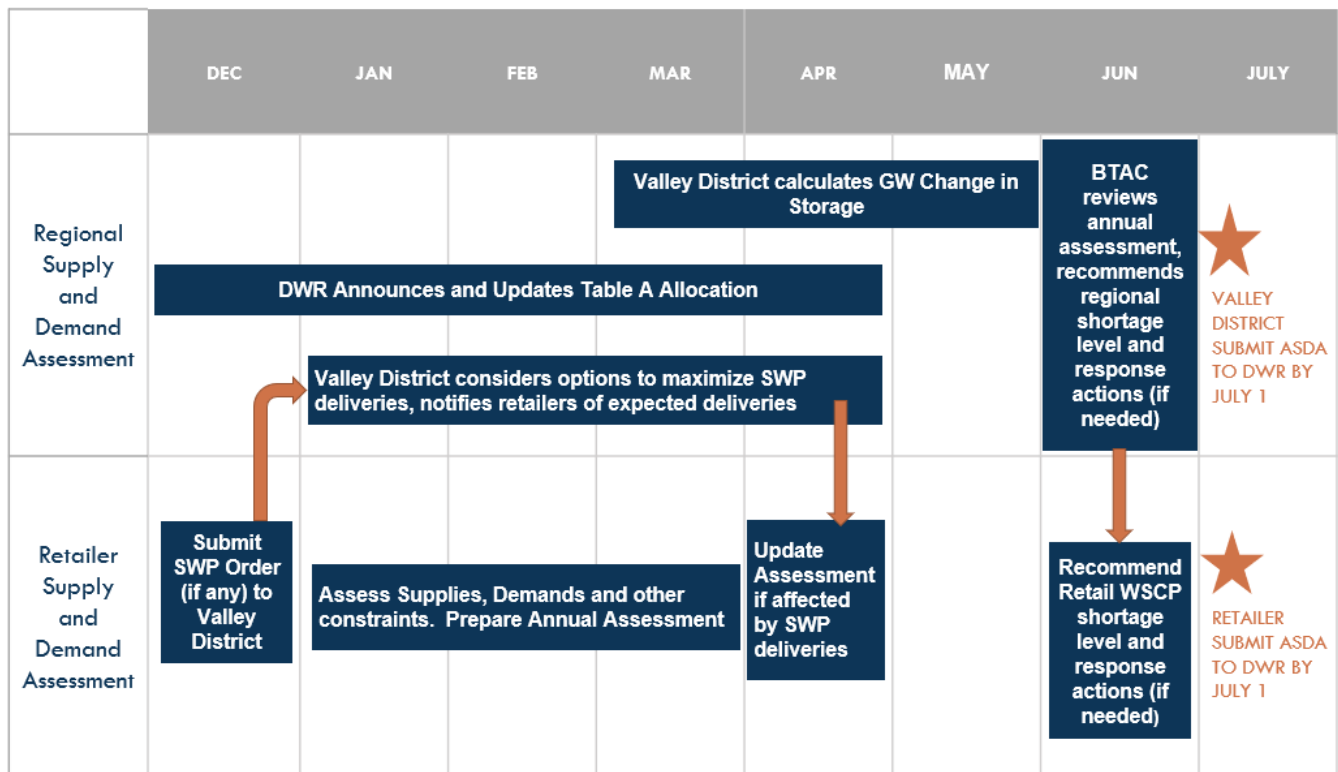 DEC JAN FEB MAR APR MAY JUN JULY
Regional
Supply
and
Demand
Assessment
Valley District calculates GW Change in
Storage
DWR Announces and Updates Table A Allocation
Valley District considers options to maximize SWP
deliveries, notifies retailers of expected deliveries
BTAC
reviews
annual
assessment,
recommends
regional
shortage
level and
response
actions (if
needed)
VALLEY
DISTRICT
SUBMIT ASDA
TO DWR BY
JULY 1
Retailer
Supply
and
Demand
Assessment
Submit
SWP Order
(if any) to
Valley
District
Assess Supplies, Demands and other
constraints. Prepare Annual Assessment
Update
Assessment
if affected
by SWP
deliveries
Recommend
Retail WSCP
shortage
level and
response
actions (if
needed)
RETAILER
SUBMIT ASDA
TO DWR BY
JULY 1